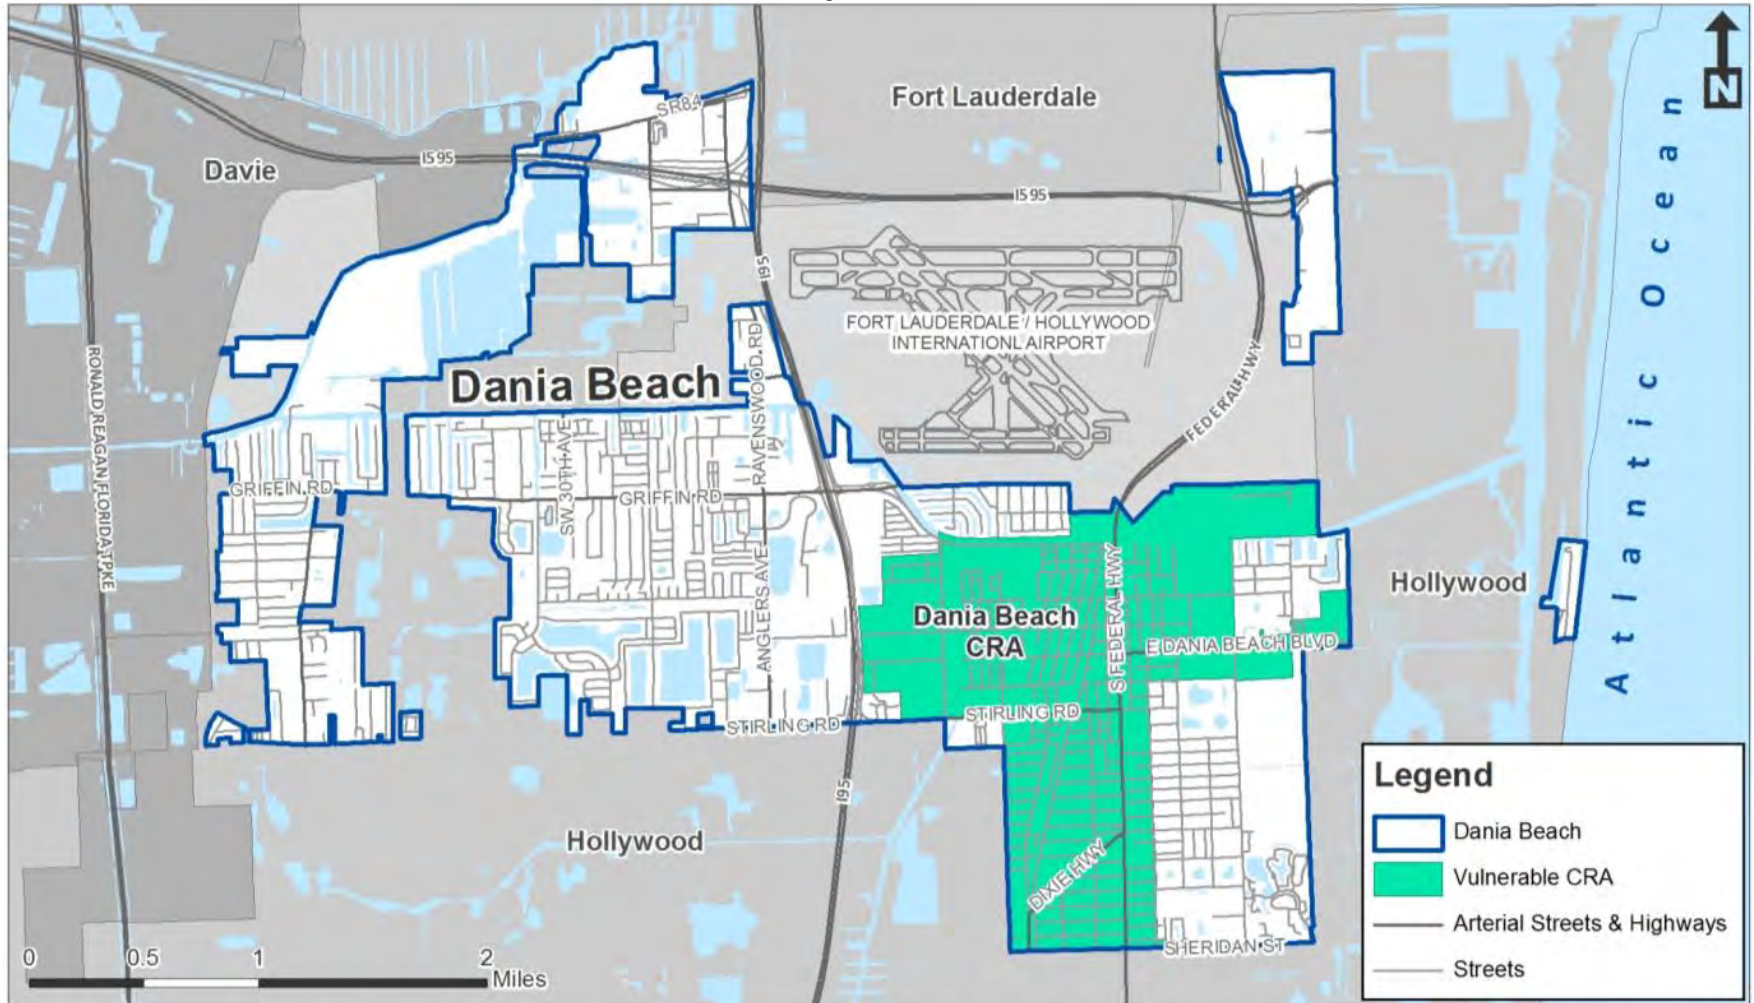 Fort Lauderdale
N
SR84
I595
Davie
I595
Atlantic Ocean
I95
FORT LAUDERDALE / HOLLYWOOD
INTERNATIONL AIRPORT
RAVENSWOOD RD
RONALD REAGAN FLORIDA TPKE
Dania Beach
FEDERAL HWY
SW 30TH AVE
GRIFFIN RD
GRIFFIN RD
ANGLERS AVE
S FEDERAL HWY
Hollywood
Dania Beach
CRA
E DANIA BEACH BLVD
STIRLING RD
STIRLING RD
I95
Hollywood
DIXIE HWY
SHERIDAN ST
Legend
Dania Beach
Vulnerable CRA
Arterial Streets & Highways
Streets
0 0.5 1 2
Miles